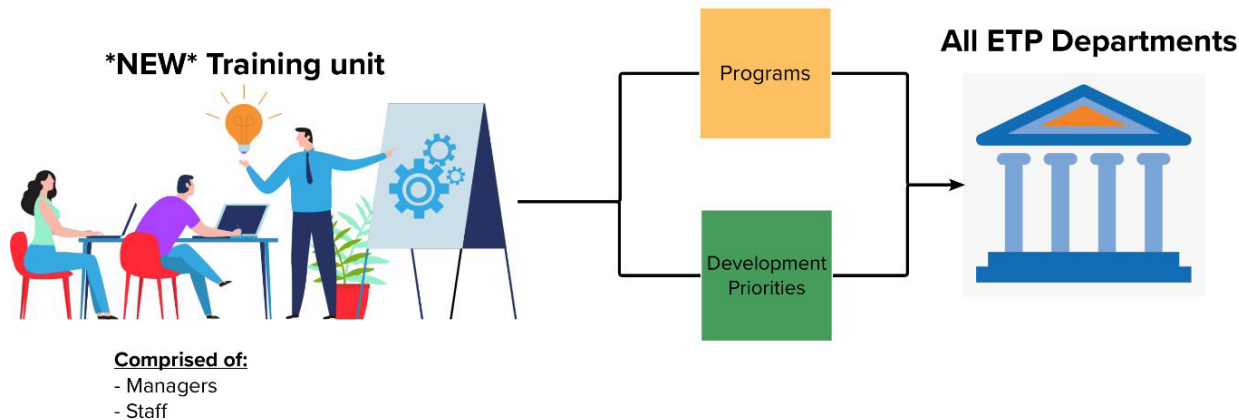 *NEW* Training unit
Comprised of:
- Managers
- Staff
Programs
Development
Priorities
All ETP Departments